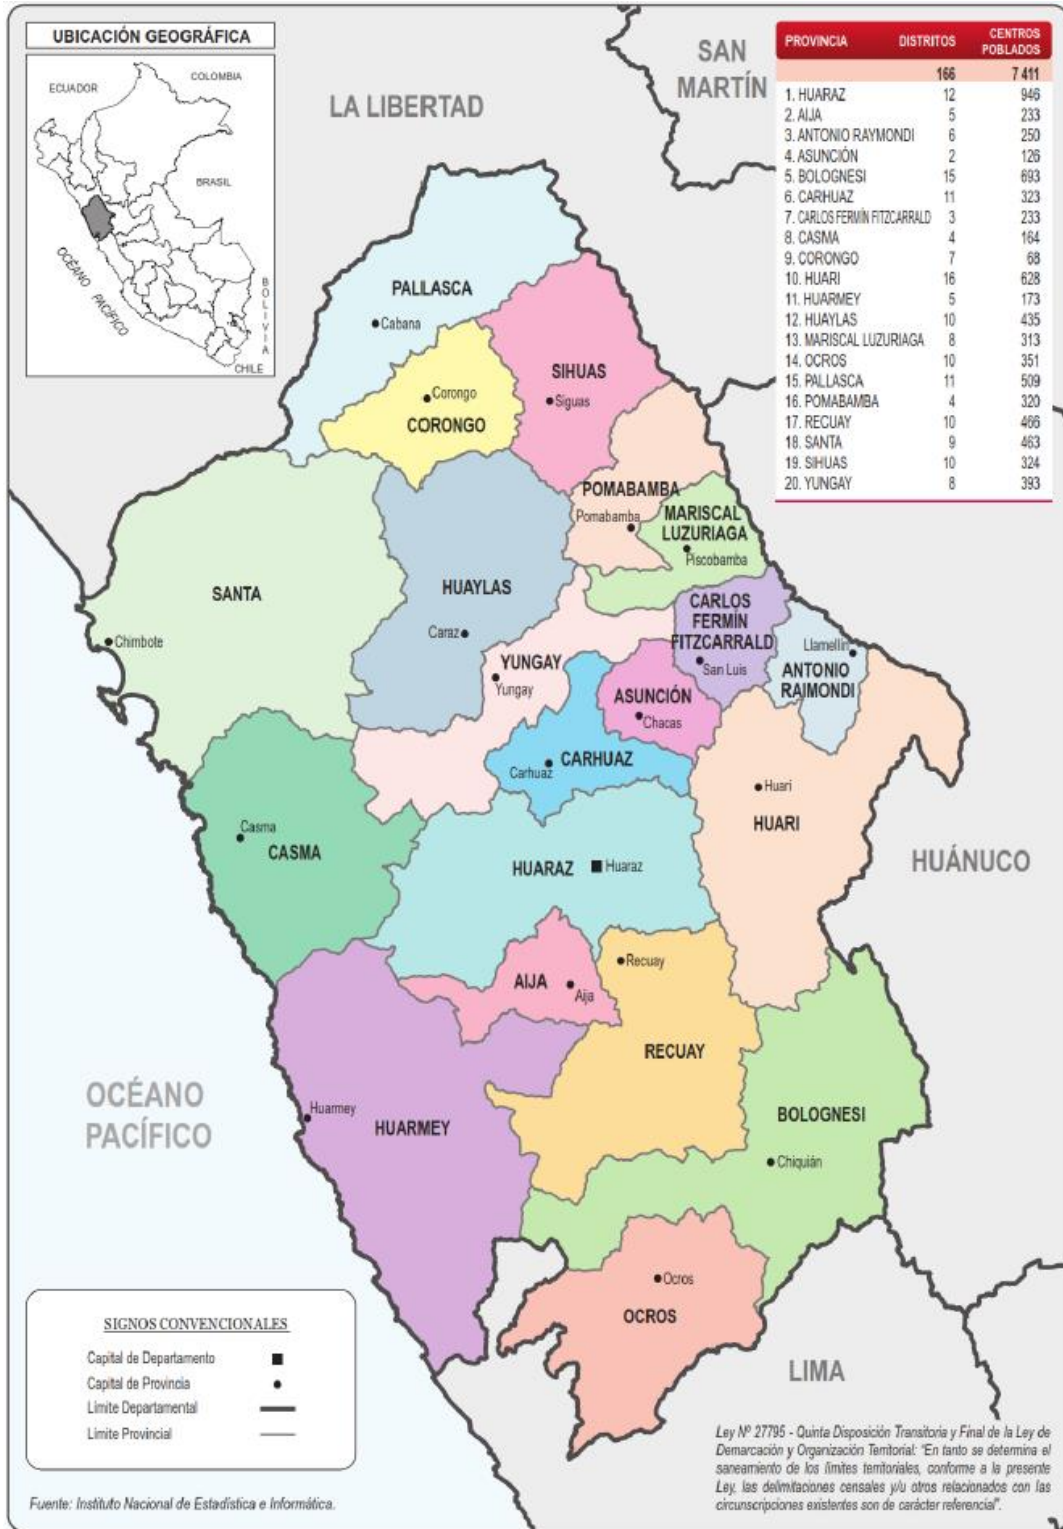 UBICACIÓN GEOGRÁFICA
ECUADOR
COLOMBIA
BRASIL
OCÉANO PACÍFICO
BOLIVIA
CHILE
LA LIBERTAD
SAN
MARTÍN
PROVINCIA DISTRITOS CENTROS POBLADOS
166 7 411
1. HUARAZ 12 946
2. AIJA 5 233
3. ANTONIO RAYMONDI 6 250
4. ASUNCIÓN 2 126
5. BOLOGNESI 15 693
6. CARHUAZ 11 323
7. CARLOS FERMÍN FITZCARRALD 3 233
8. CASMA 4 164
9. CORONGO 7 68
10. HUARI 16 628
11. HUARMEY 5 173
12. HUAYLAS 10 435
13. MARISCAL LUZURIAGA 8 313
14. OCROS 10 351
15. PALLASCA 11 509
16. POMABAMBA 4 320
17. RECUAY 10 466
18. SANTA 9 463
19. SIHUAS 10 324
20. YUNGAY 8 393
PALLASCA
Cabana
SIHUAS
Siguas
Corongo
CORONGO
POMABAMBA
Pomabamba
MARISCAL
LUZURIAGA
Piscobamba
SANTA
Chimbote
HUAYLAS
Caraz
CARLOS
FERMÍN
FITZCARRALD
San Luis
Llamellín
ANTONIO
RAIMONDI
YUNGAY
Yungay
ASUNCIÓN
Chacas
CARHUAZ
Carhuaz
Huari
HUARI
Casma
CASMA
HUARAZ
Huaraz
HUÁNUCO
AIJA
Aija
Recuay
RECUAY
OCÉANO
PACÍFICO
Huarmey
HUARMEY
BOLOGNESI
Chiquián
Ocros
OCROS
LIMA
SIGNOS CONVENCIONALES
Capital de Departamento
Capital de Provincia
Límite Departamental
Límite Provincial
Fuente: Instituto Nacional de Estadística e Informática.
Ley Nº 27795 - Quinta Disposición Transitoria y Final de la Ley de
Demarcación y Organización Territorial: "En tanto se determina el
saneamiento de los límites territoriales, conforme a la presente
Ley, las delimitaciones censales y/u otros relacionados con las
circunscripciones existentes son de carácter referencial".